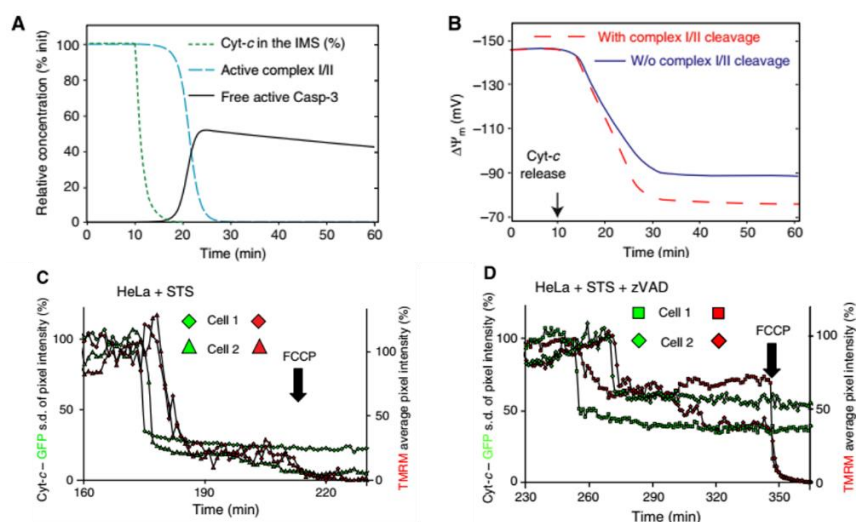 A
Relative concentration (% init)
100
80
60
40
20
0
Cyt-c in the IMS (%)
Active complex I/II
Free active Casp-3
0 10 20 30 40 50 60
Time (min)
B
ΔΨm (mV)
−150
−130
−110
−90
−70
With complex I/II cleavage
W/o complex I/II cleavage
Cyt-c
release
0 10 20 30 40 50 60
Time (min)
C
HeLa + STS
Cyt-c – GFP s.d. of pixel intensity (%)
100
50
0
Cell 1
Cell 2
FCCP
100
50
0
TMRM average pixel intensity (%)
160 190 220
Time (min)
D
HeLa + STS + zVAD
Cyt-c – GFP s.d. of pixel intensity (%)
100
50
0
Cell 1
Cell 2
FCCP
100
50
0
TMRM average pixel intensity (%)
230 260 290 320 350
Time (min)